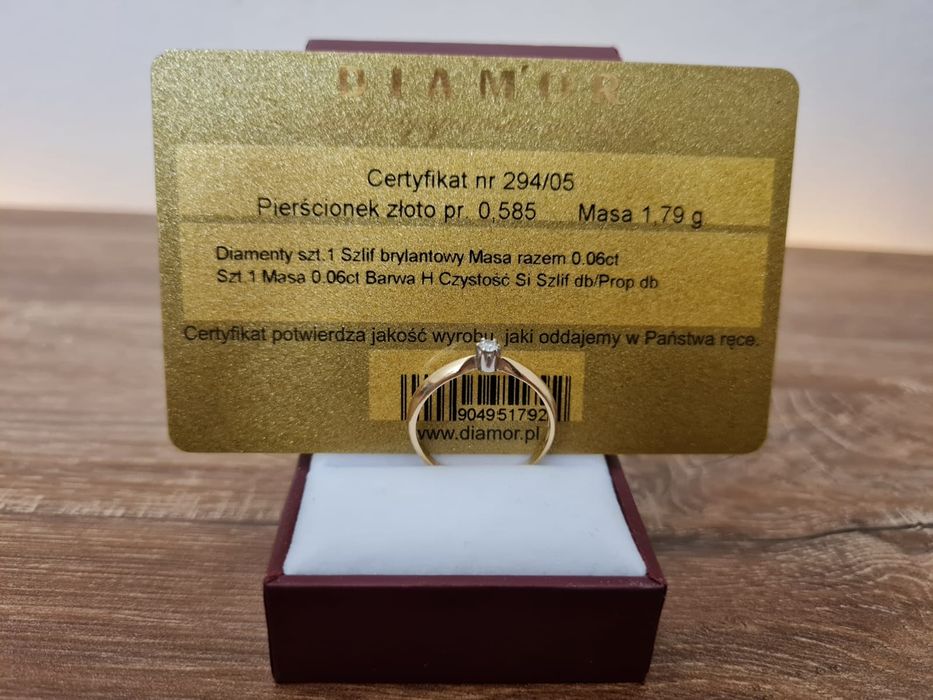 DIAM'OR
Certyfikat nr 294/05
Pierścionek złoto pr. 0,585 Masa 1,79 g
Diamenty szt.1 Szlif brylantowy Masa razem 0.06ct
Szt.1 Masa 0.06ct Barwa H Czystość Si Szlif db/Prop db
Certyfikat potwierdza jakość wyrobu, jaki oddajemy w Państwa ręce.
904951792
www.diamor.pl